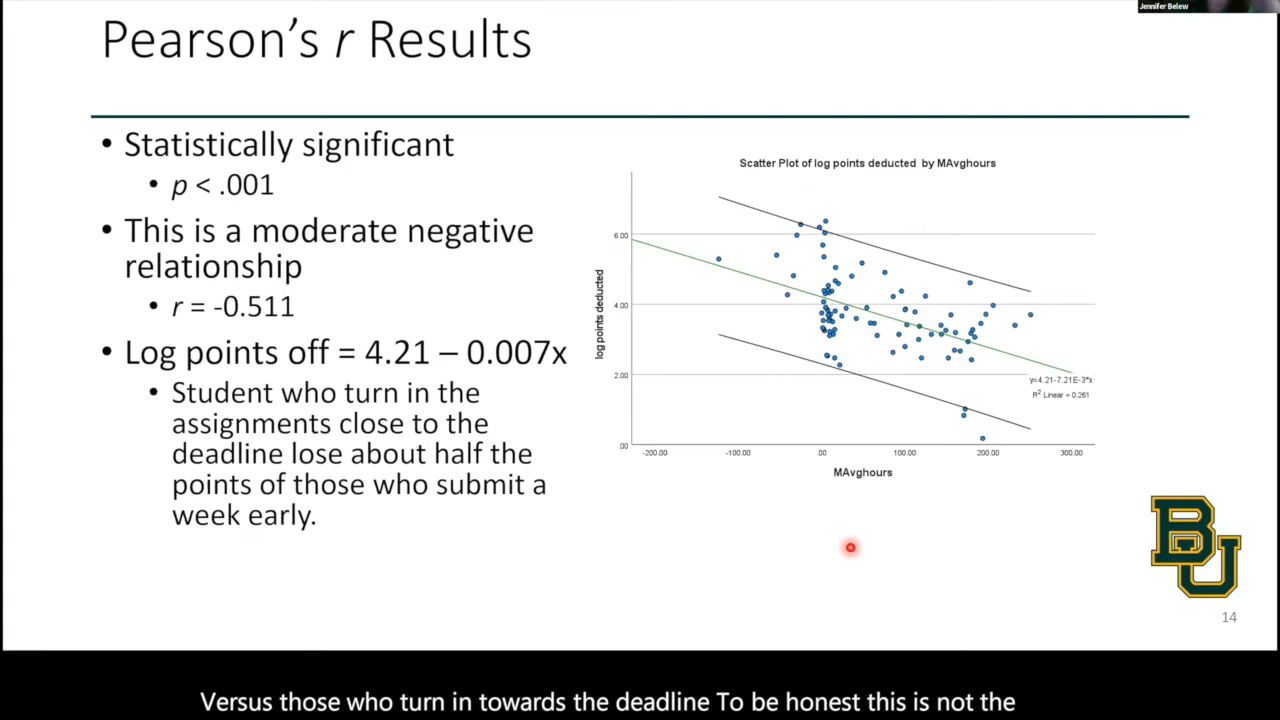 Jennifer Belew
Pearson's r Results
• Statistically significant
• p < .001
• This is a moderate negative
relationship
• r = -0.511
• Log points off = 4.21 – 0.007x
• Student who turn in the
assignments close to the
deadline lose about half the
points of those who submit a
week early.
Scatter Plot of log points deducted by MAvghours
log points deducted
6.00
4.00
2.00
.00
y=4.21-7.21E-3*x
R² Linear = 0.261
-200.00 -100.00 .00 100.00 200.00 300.00
MAvghours
BU
14
Versus those who turn in towards the deadline To be honest this is not the